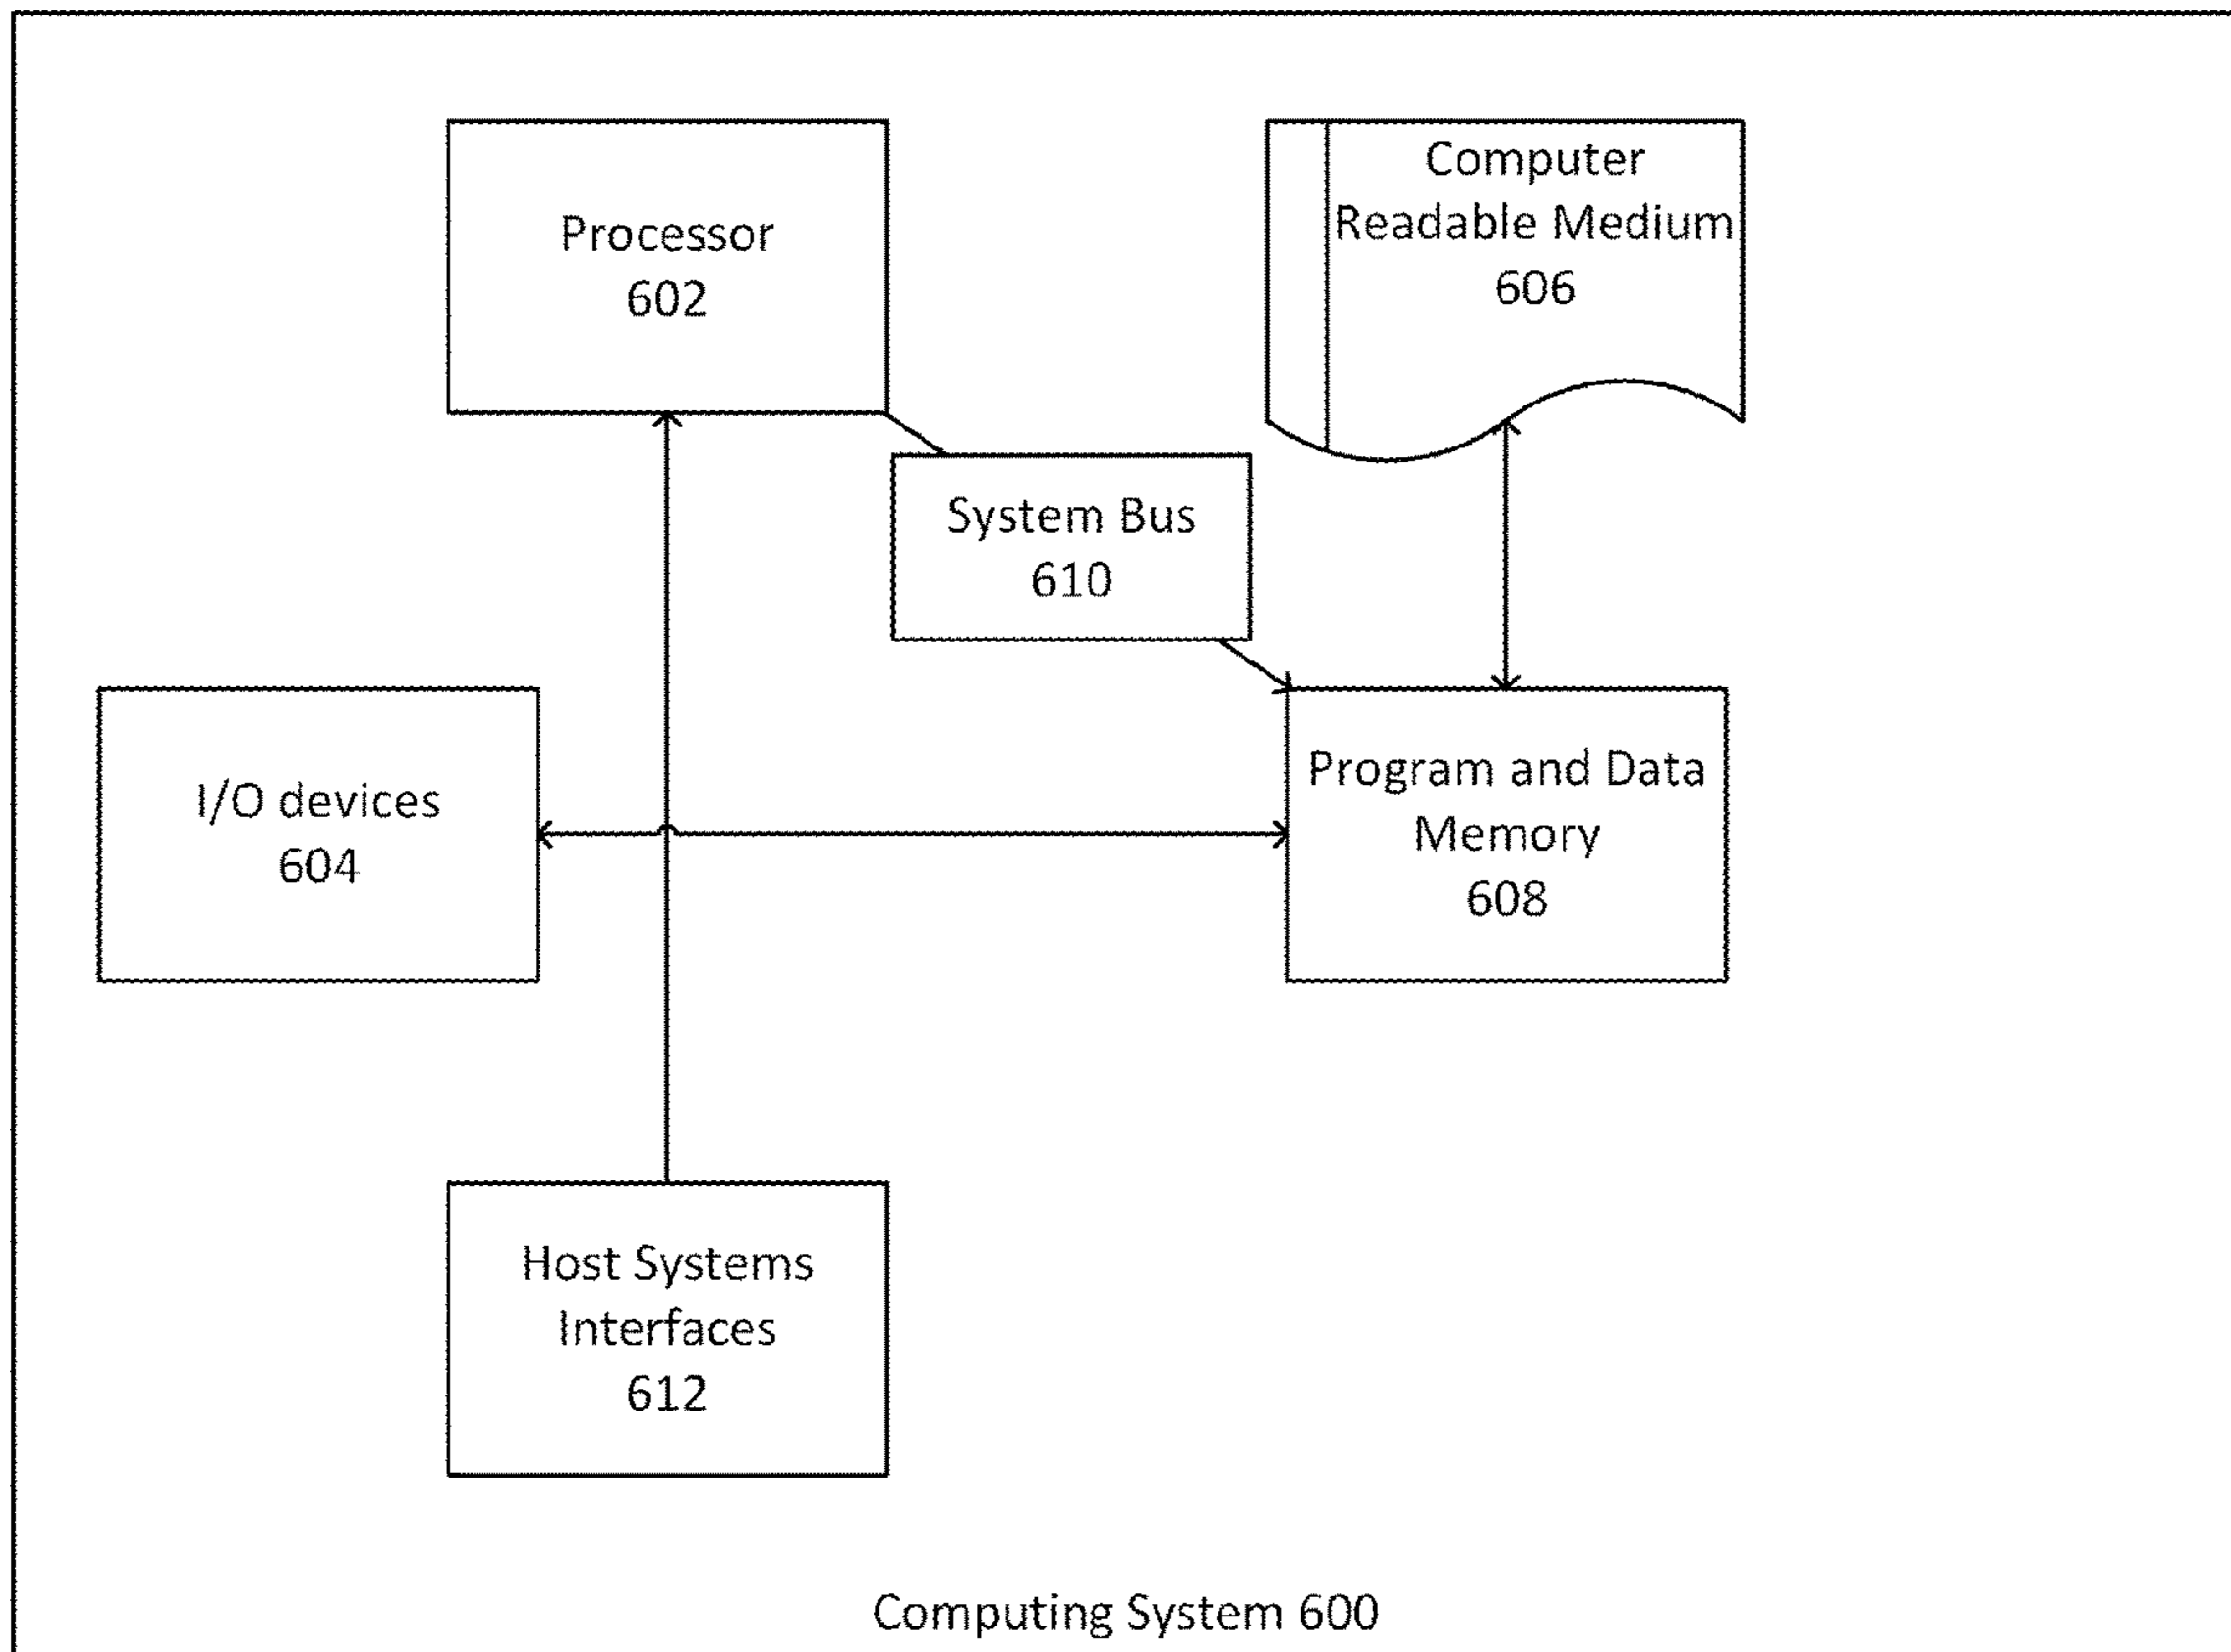 Processor
602
Computer
Readable Medium
606
System Bus
610
I/O devices
604
Program and Data
Memory
608
Host Systems
Interfaces
612
Computing System 600